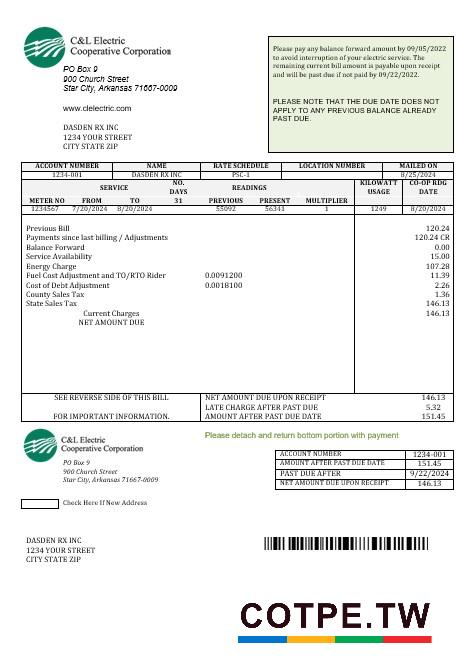 C&L Electric
Cooperative Corporation
PO Box 9
900 Church Street
Star City, Arkansas 71667-0009
www.clelectric.com
DASDEN RX INC
1234 YOUR STREET
CITY STATE ZIP
Please pay any balance forward amount by 09/05/2022
to avoid interruption of electric service. The
remaining current bill amount is payable upon receipt
and will be past due if not paid by 09/22/2022.
PLEASE NOTE THAT THE DUE DATE DOES NOT
APPLY TO ANY PREVIOUS BALANCE ALREADY
PAST DUE.
ACCOUNT NUMBER NAME RATE SCHEDULE LOCATION NUMBER MAILED ON
1234-001 DASDEN RX INC PSC-1 8/25/2024
SERVICE NO. DAYS READINGS KILOWATT USAGE CO-OP RDG DATE
METER NO FROM TO 31 PREVIOUS PRESENT MULTIPLIER
1234567 7/20/2024 8/20/2024 55092 56341 1 1249 8/20/2024
Previous Bill 120.24
Payments since last billing / Adjustments 120.24 CR
Balance Forward 0.00
Service Availability 15.00
Energy Charge 107.28
Fuel Cost Adjustment and TO/RTO Rider 0.0091200 11.39
Cost of Debt Adjustment 0.0018100 2.26
County Sales Tax 1.36
State Sales Tax 146.13
Current Charges 146.13
NET AMOUNT DUE
SEE REVERSE SIDE OF THIS BILL NET AMOUNT DUE UPON RECEIPT 146.13
LATE CHARGE AFTER PAST DUE 5.32
FOR IMPORTANT INFORMATION. AMOUNT AFTER PAST DUE DATE 151.45
C&L Electric
Cooperative Corporation
PO Box 9
900 Church Street
Star City, Arkansas 71667-0009
Please detach and return bottom portion with payment
ACCOUNT NUMBER 1234-001
AMOUNT AFTER PAST DUE DATE 151.45
PAST DUE AFTER 9/22/2024
NET AMOUNT DUE UPON RECEIPT 146.13
Check Here If New Address
DASDEN RX INC
1234 YOUR STREET
CITY STATE ZIP
COTPE.TW